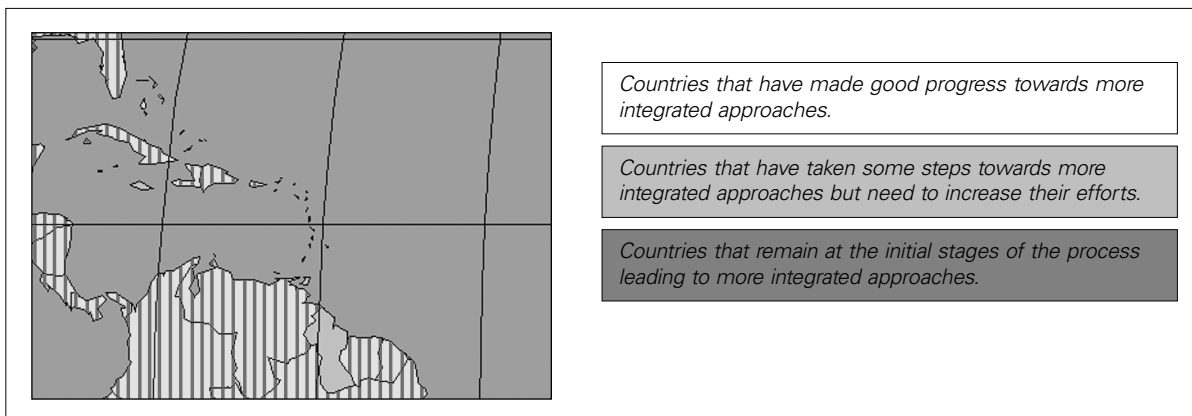 Countries that have made good progress towards more
integrated approaches.
Countries that have taken some steps towards more
integrated approaches but need to increase their efforts.
Countries that remain at the initial stages of the process
leading to more integrated approaches.